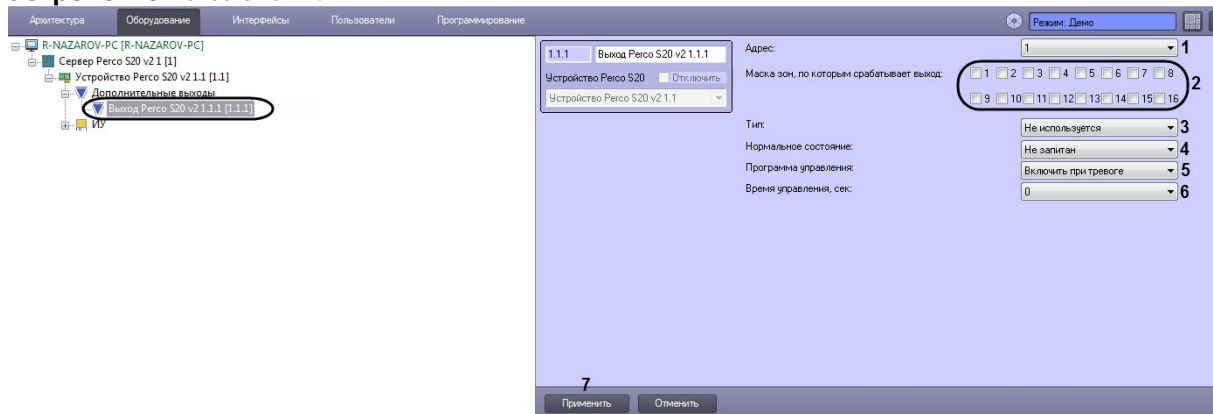 Архитектура Оборудование Интерфейсы Пользователи Программирование Режим: Демо
R-NAZAROV-PC [R-NAZAROV-PC]
Сервер Perco S20 v2 1 [1]
Устройство Perco S20 v2 1.1 [1.1]
Дополнительные выходы
Выход Perco S20 v2 1.1.1 [1.1.1]
ИУ
1.1.1 Выход Perco S20 v2 1.1.1
Устройство Perco S20 Отключить
Устройство Perco S20 v2 1.1
Адрес: 1 1
Маска зон, по которым срабатывает выход: 1 2 3 4 5 6 7 8 2
9 10 11 12 13 14 15 16
Тип: Не используется 3
Нормальное состояние: Не запитан 4
Программа управления: Включить при тревоге 5
Время управления, сек: 0 6
7
Применить Отменить